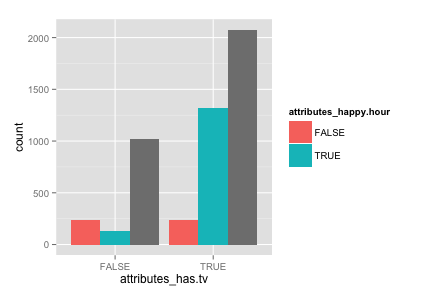 2000
1500
1000
500
0
count
FALSE
TRUE
attributes_has.tv
attributes_happy.hour
FALSE
TRUE